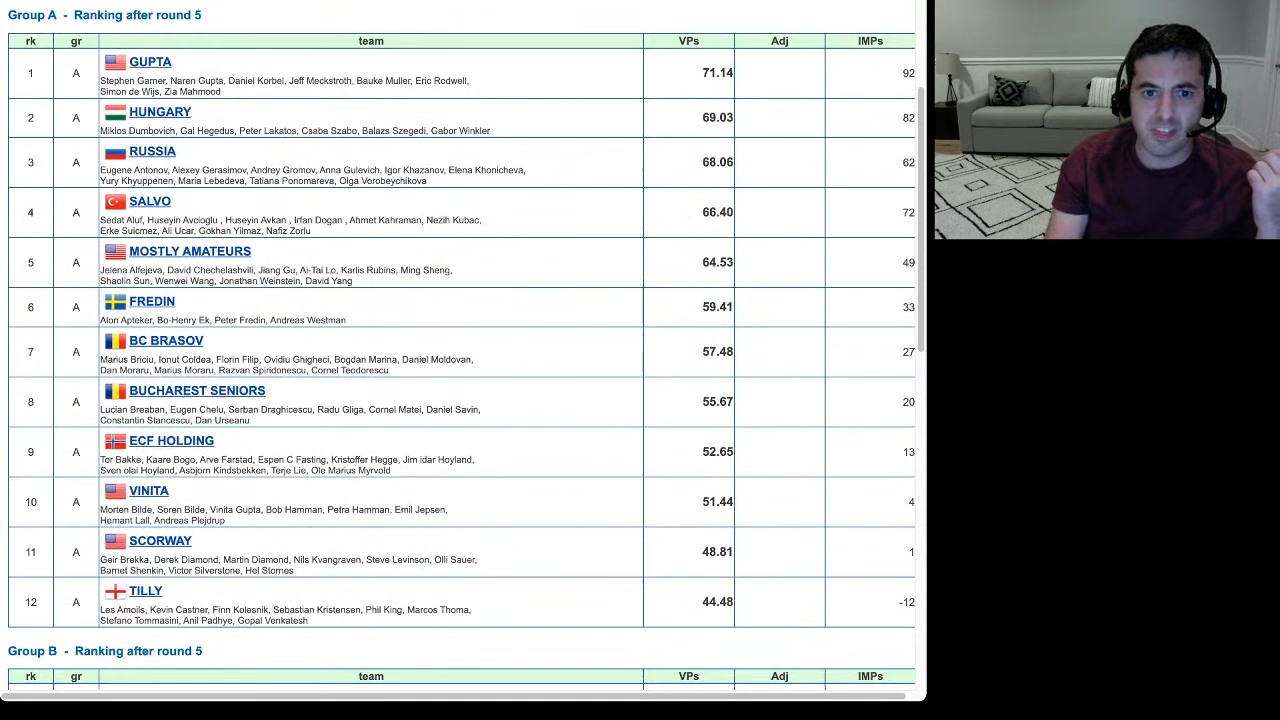 Group A - Ranking after round 5
rk gr team VPs Adj IMPs
1 A GUPTA 71.14 92
Stephen Garner, Naren Gupta, Daniel Korbel, Jeff Meckstroth, Bauke Muller, Eric Rodwell,
Simon de Wijs, Zia Mahmood
2 A HUNGARY 69.03 82
Miklos Dumbovich, Gal Hegedus, Peter Lakatos, Csaba Szabo, Balazs Szegedi, Gabor Winkler
3 A RUSSIA 68.06 62
Eugene Antonov, Alexey Gerasimov, Andrey Gromov, Anna Gulevich, Igor Khazanov, Elena Khonicheva,
Yury Khyuppenen, Maria Lebedeva, Tatiana Ponomareva, Olga Vorobeychikova
4 A SALVO 66.40 72
Sedat Aluf, Huseyin Avcioglu , Huseyin Avkan , Irfan Dogan , Ahmet Kahraman, Nezih Kubac,
Erke Suicmez, Ali Ucar, Gokhan Yilmaz, Nafiz Zorlu
5 A MOSTLY AMATEURS 64.53 49
Jelena Alfejeva, David Chechelashvili, Jiang Gu, Ai-Tai Lo, Karlis Rubins, Ming Sheng,
Shaolin Sun, Wenwei Wang, Jonathan Weinstein, David Yang
6 A FREDIN 59.41 33
Alon Apteker, Bo-Henry Ek, Peter Fredin, Andreas Westman
7 A BC BRASOV 57.48 27
Marius Briciu, Ionut Coldea, Florin Filip, Ovidiu Ghigheci, Bogdan Marina, Daniel Moldovan,
Dan Moraru, Marius Moraru, Razvan Spiridonescu, Cornel Teodorescu
8 A BUCHAREST SENIORS 55.67 20
Lucian Breaban, Eugen Chelu, Serban Draghicescu, Radu Gliga, Cornel Matei, Daniel Savin,
Constantin Stancescu, Dan Urseanu
9 A ECF HOLDING 52.65 13
Tor Bakke, Kaare Bogo, Arve Farstad, Espen C Fasting, Kristoffer Hegge, Jim idar Hoyland,
Sven olai Hoyland, Asbjorn Kindsbekken, Terje Lie, Ole Marius Myrvold
10 A VINITA 51.44 4
Morten Bilde, Soren Bilde, Vinita Gupta, Bob Hamman, Petra Hamman, Emil Jepsen,
Hemant Lall, Andreas Plejdrup
11 A SCORWAY 48.81 1
Geir Brekka, Derek Diamond, Martin Diamond, Nils Kvangraven, Steve Levinson, Olli Sauer,
Barnet Shenkin, Victor Silverstone, Hel Stornes
12 A TILLY 44.48 -12
Les Amoils, Kevin Castner, Finn Kolesnik, Sebastian Kristensen, Phil King, Marcos Thoma,
Stefano Tommasini, Anil Padhye, Gopal Venkatesh
Group B - Ranking after round 5
rk gr team VPs Adj IMPs